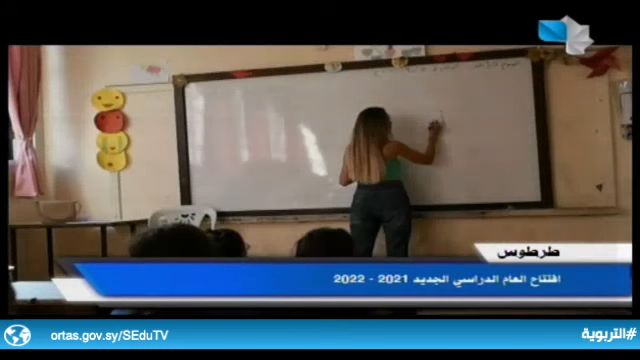 طرطوس
افتتاح العام الدراسي الجديد 2021 - 2022
ortas.gov.sy/SEduTV
#التربوية